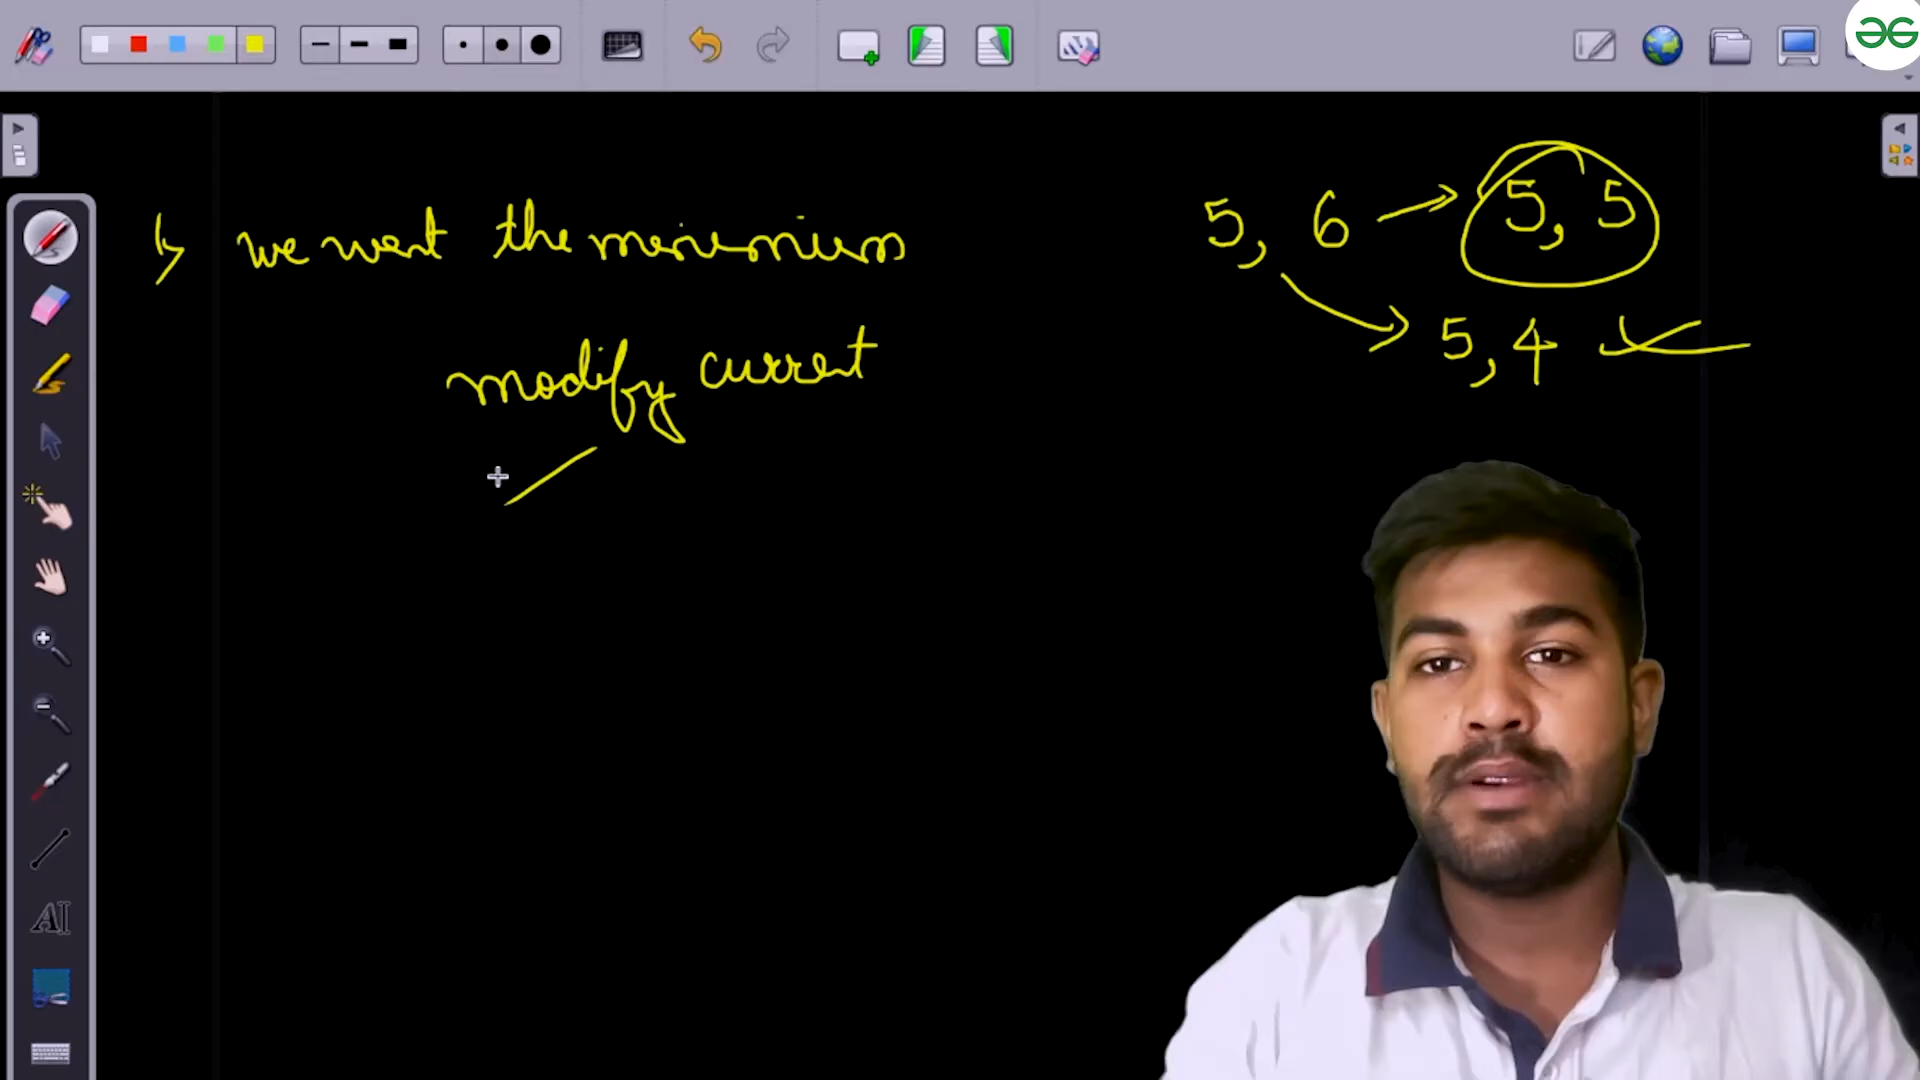 we want the minimum
modify current
5, 6 → 5, 5
→ 5, 4 ✓